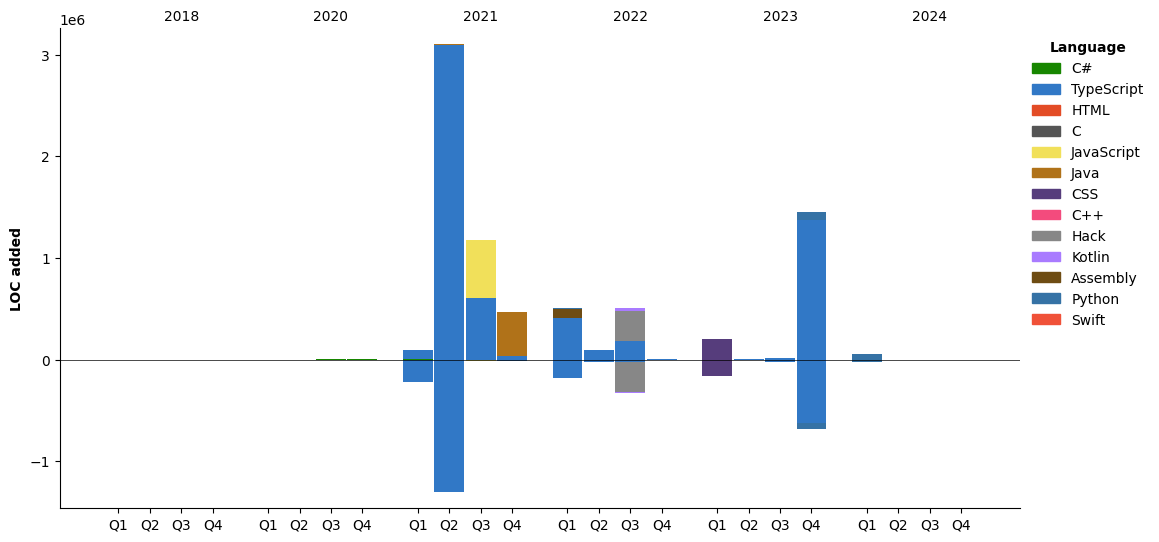 1e6
2018 2020 2021 2022 2023 2024
3
2
1
0
−1
LOC added
Q1 Q2 Q3 Q4 Q1 Q2 Q3 Q4 Q1 Q2 Q3 Q4 Q1 Q2 Q3 Q4 Q1 Q2 Q3 Q4 Q1 Q2 Q3 Q4
Language
C#
TypeScript
HTML
C
JavaScript
Java
CSS
C++
Hack
Kotlin
Assembly
Python
Swift